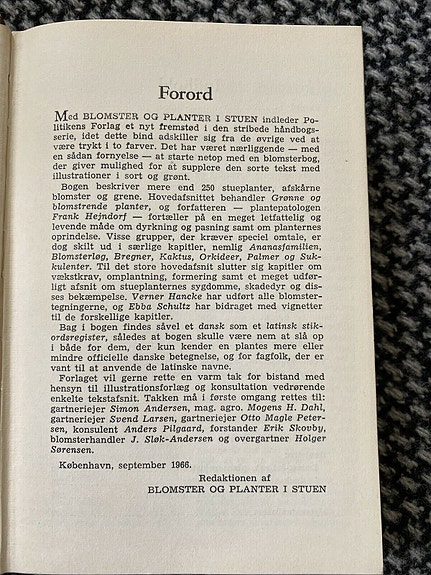 Forord
Med BLOMSTER OG PLANTER I STUEN indleder Po-
litikens Forlag et nyt fremstød i den stribede håndbogs-
serie, idet dette bind adskiller sig fra de øvrige ved at
være trykt i to farver. Det har været nærliggende — med
en sådan fornyelse — at starte netop med en blomsterbog,
der giver mulighed for at supplere den sorte tekst med
illustrationer i sort og grønt.
Bogen beskriver mere end 250 stueplanter, afskårne
blomster og grene. Hovedafsnittet behandler Grønne og
blomstrende planter, og forfatteren — plantepatologen
Frank Hejndorf — fortæller på en meget letfattelig og
levende måde om dyrkning og pasning samt om planternes
oprindelse. Visse grupper, der kræver speciel omtale, er
dog skilt ud i særlige kapitler, nemlig Ananasfamilien,
Blomsterløg, Bregner, Kaktus, Orkideer, Palmer og Suk-
kulenter. Til det store hovedafsnit slutter sig kapitler om
vækstkrav, omplantning, formering samt et meget udfør-
ligt afsnit om stueplanternes sygdomme, skadedyr og dis-
ses bekæmpelse. Verner Hancke har udført alle blomster-
tegningerne, og Ebba Schultz har bidraget med vignetter
til de forskellige kapitler.
Bag i bogen findes såvel et dansk som et latinsk stik-
ordsregister, således at bogen skulle være nem at slå op
i både for dem, der kun kender en plantes mere eller
mindre officielle danske betegnelse, og for fagfolk, der er
vant til at anvende de latinske navne.
Forlaget vil gerne rette en varm tak for bistand med
hensyn til illustrationsforlæg og konsultation vedrørende
enkelte tekstafsnit. Takken må i første omgang rettes til:
gartneriejer Simon Andersen, mag. agro. Mogens H. Dahl,
gartneriejer Svend Larsen, gartneriejer Otto Magle Peter-
sen, konsulent Anders Pilgaard, forstander Erik Skovby,
blomsterhandler J. Sløk-Andersen og overgartner Holger
Sørensen.
København, september 1966.
Redaktionen af
BLOMSTER OG PLANTER I STUEN